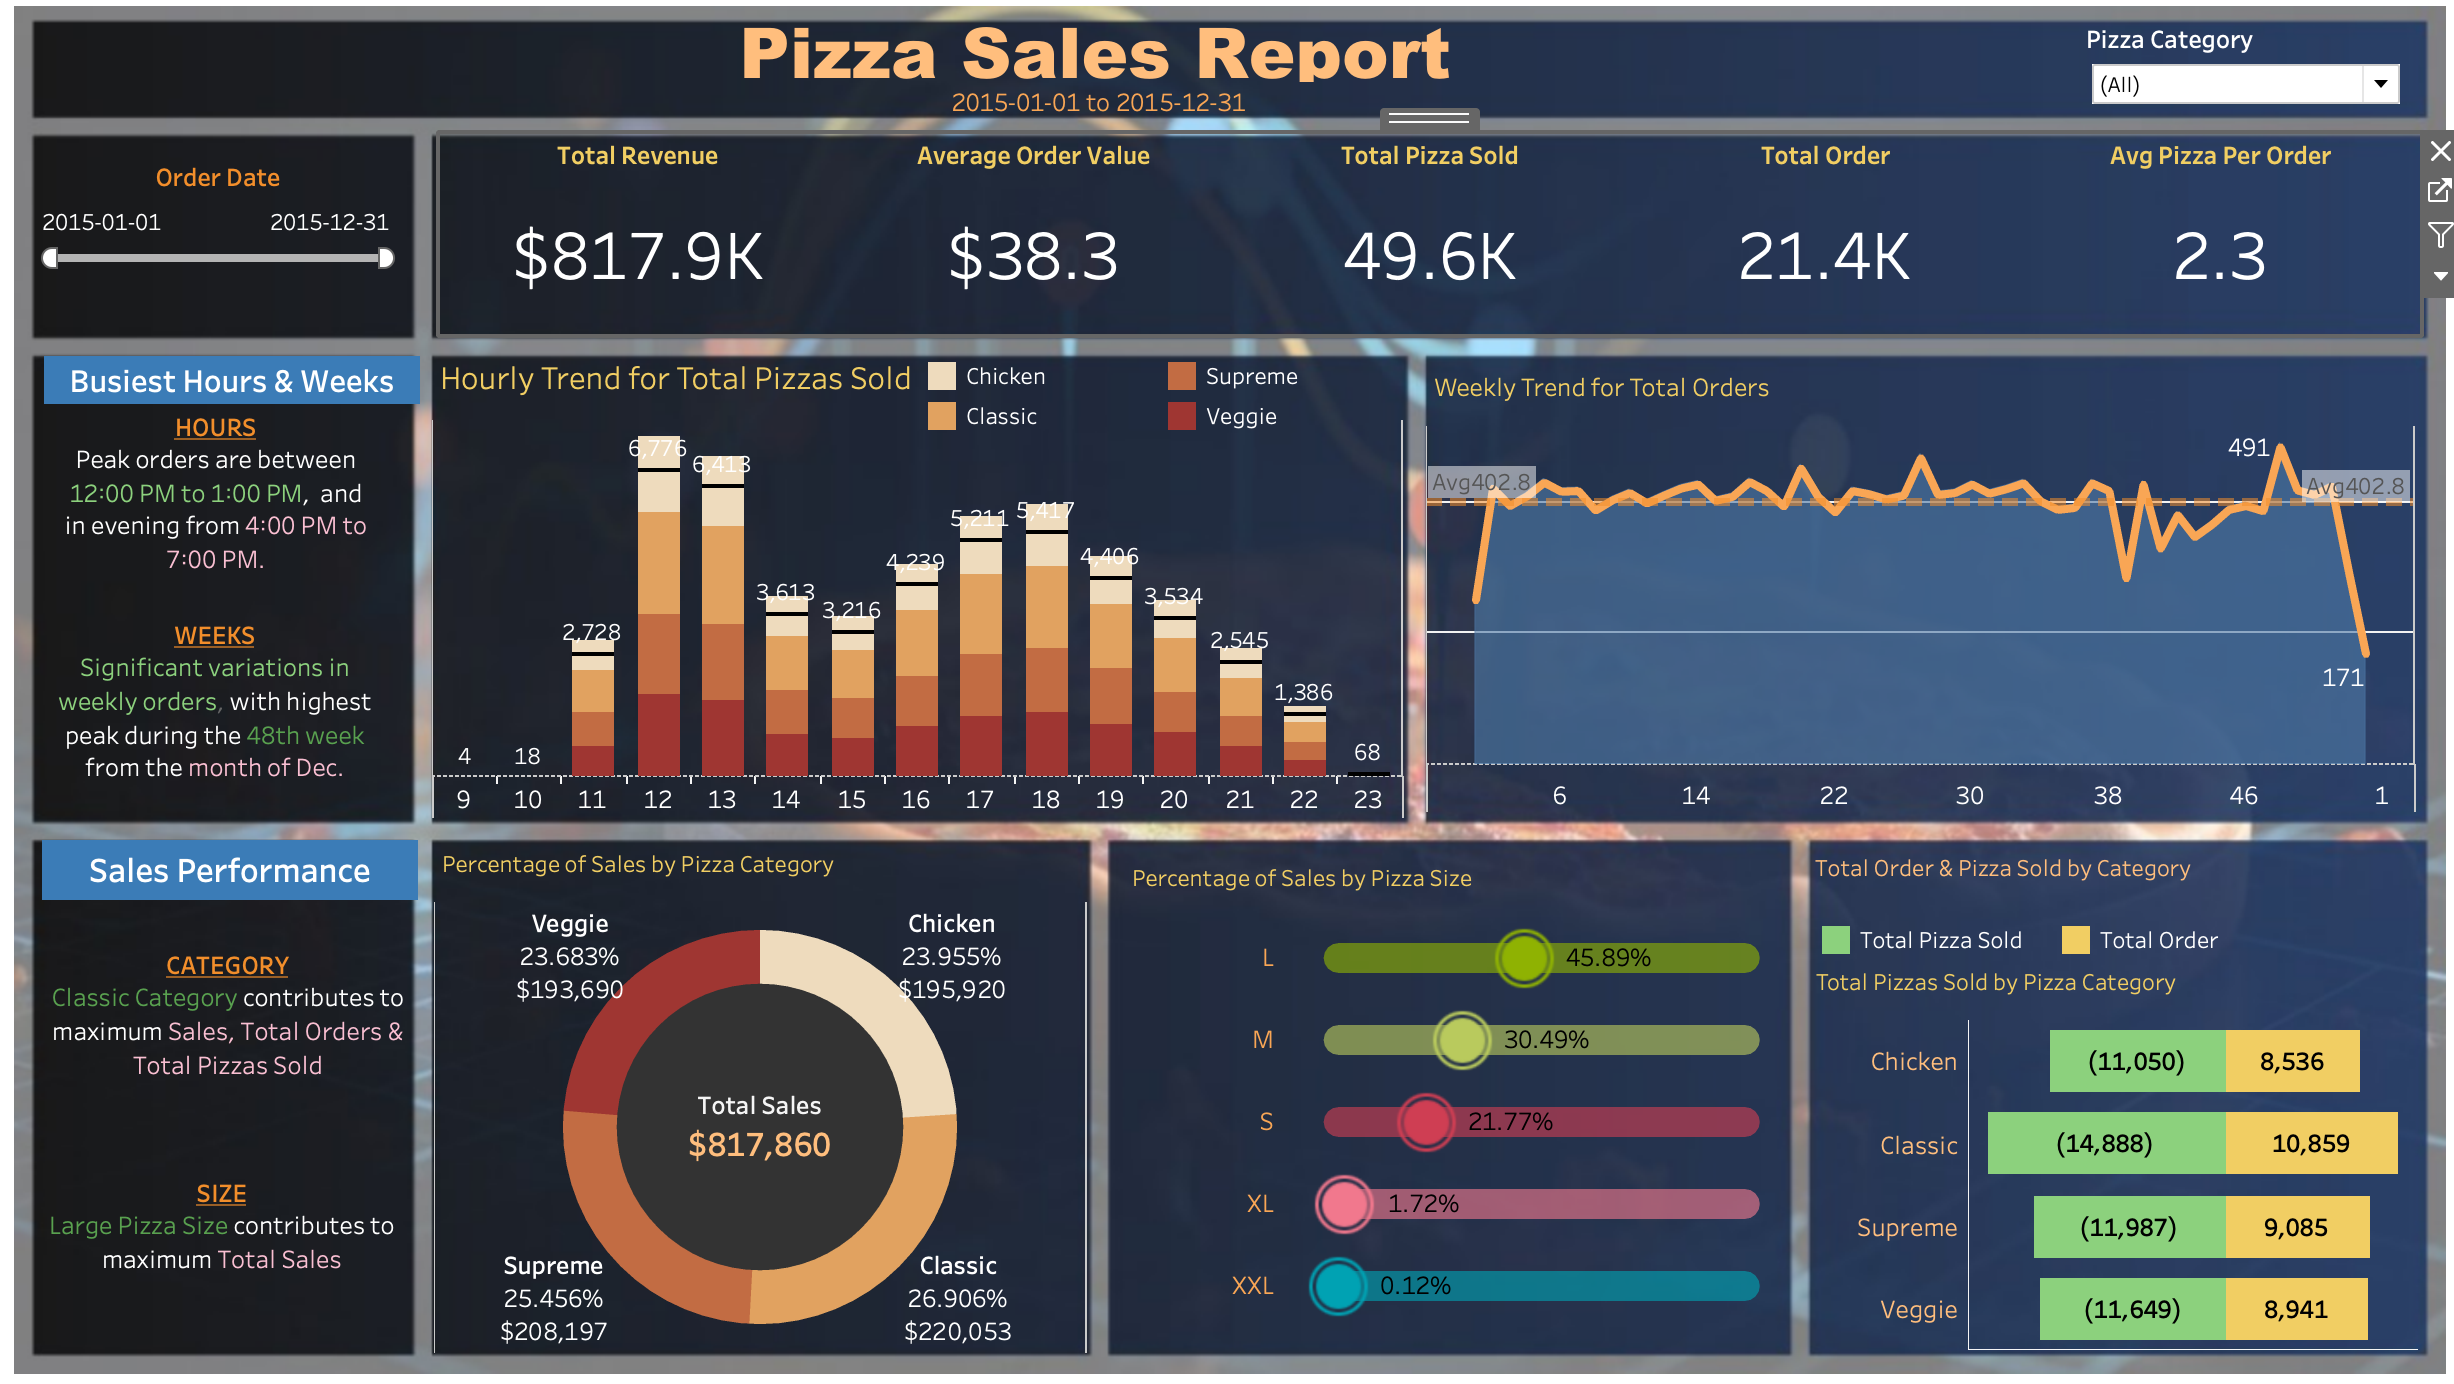 Pizza Sales Report
2015-01-01 to 2015-12-31
Pizza Category
(All)
Order Date
2015-01-01 2015-12-31
Total Revenue
$817.9K
Average Order Value
$38.3
Total Pizza Sold
49.6K
Total Order
21.4K
Avg Pizza Per Order
2.3
Busiest Hours & Weeks
HOURS
Peak orders are between
12:00 PM to 1:00 PM, and
in evening from 4:00 PM to
7:00 PM.
WEEKS
Significant variations in
weekly orders, with highest
peak during the 48th week
from the month of Dec.
Hourly Trend for Total Pizzas Sold
Chicken Supreme
Classic Veggie
4 18 2,728 6,776 6,413 3,613 3,216 4,239 5,211 5,417 4,406 3,534 2,545 1,386 68
9 10 11 12 13 14 15 16 17 18 19 20 21 22 23
Weekly Trend for Total Orders
491
Avg402.8 Avg402.8
171
6 14 22 30 38 46 1
Sales Performance
CATEGORY
Classic Category contributes to
maximum Sales, Total Orders &
Total Pizzas Sold
SIZE
Large Pizza Size contributes to
maximum Total Sales
Percentage of Sales by Pizza Category
Veggie
23.683%
$193,690
Chicken
23.955%
$195,920
Total Sales
$817,860
Supreme
25.456%
$208,197
Classic
26.906%
$220,053
Percentage of Sales by Pizza Size
L 45.89%
M 30.49%
S 21.77%
XL 1.72%
XXL 0.12%
Total Order & Pizza Sold by Category
Total Pizza Sold Total Order
Total Pizzas Sold by Pizza Category
Chicken (11,050) 8,536
Classic (14,888) 10,859
Supreme (11,987) 9,085
Veggie (11,649) 8,941